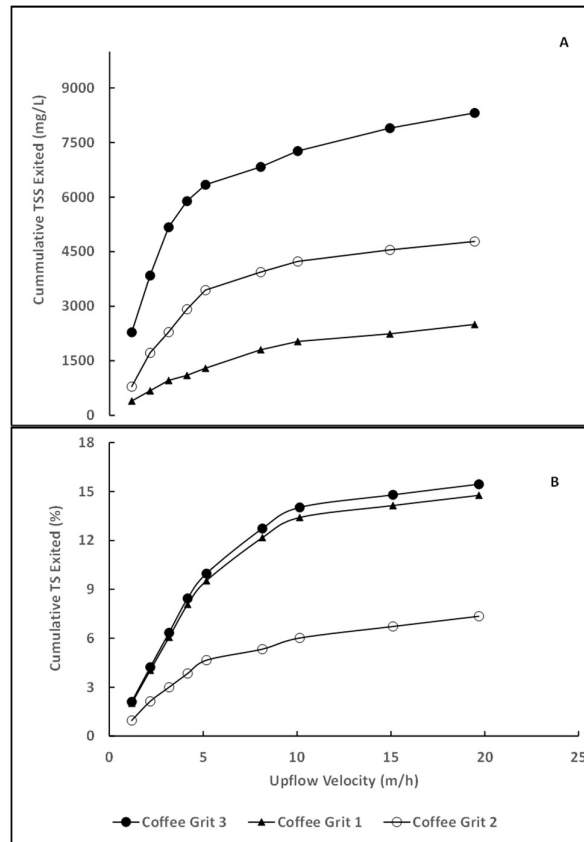 A
9000
7500
6000
4500
3000
1500
0
Cummulative TSS Exited (mg/L)
B
18
15
12
9
6
3
0
Cumulative TS Exited (%)
0 5 10 15 20 25
Upflow Velocity (m/h)
Coffee Grit 3 Coffee Grit 1 Coffee Grit 2